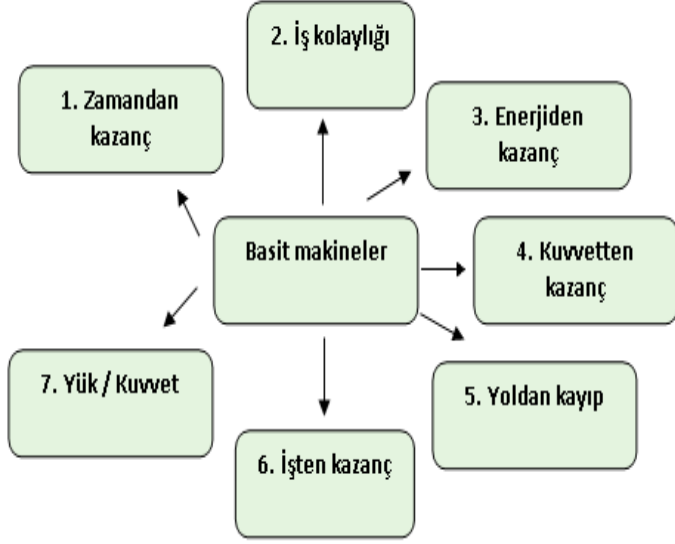 2. İş kolaylığı
1. Zamandan
kazanç
3. Enerjiden
kazanç
Basit makineler
4. Kuvvetten
kazanç
7. Yük / Kuvvet
5. Yoldan kayıp
6. İşten kazanç